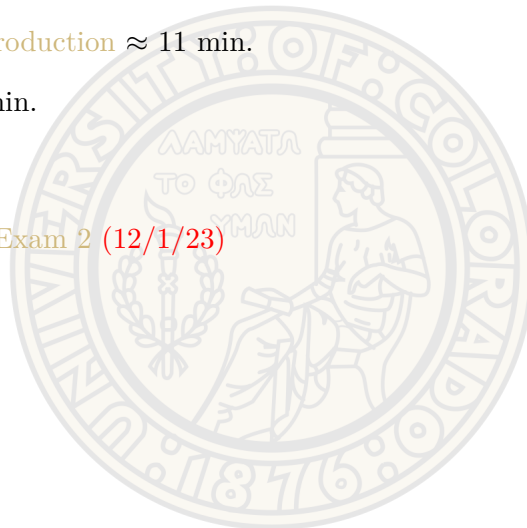 roduction ≈ 11 min.
nin.
Exam 2 (12/1/23)
ΛΑΜΨΑΤΩ
ΤΟ ΦΩΣ
ΥΜΩΝ
UNIVERSITY·OF·COLORADO
·1876·